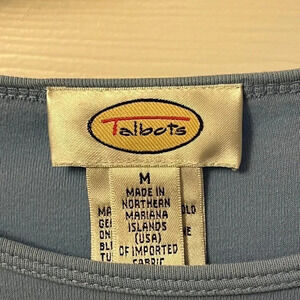 Talbots
M
MADE IN
NORTHERN
MARIANA
ISLANDS
(USA)
OF IMPORTED
FABRIC